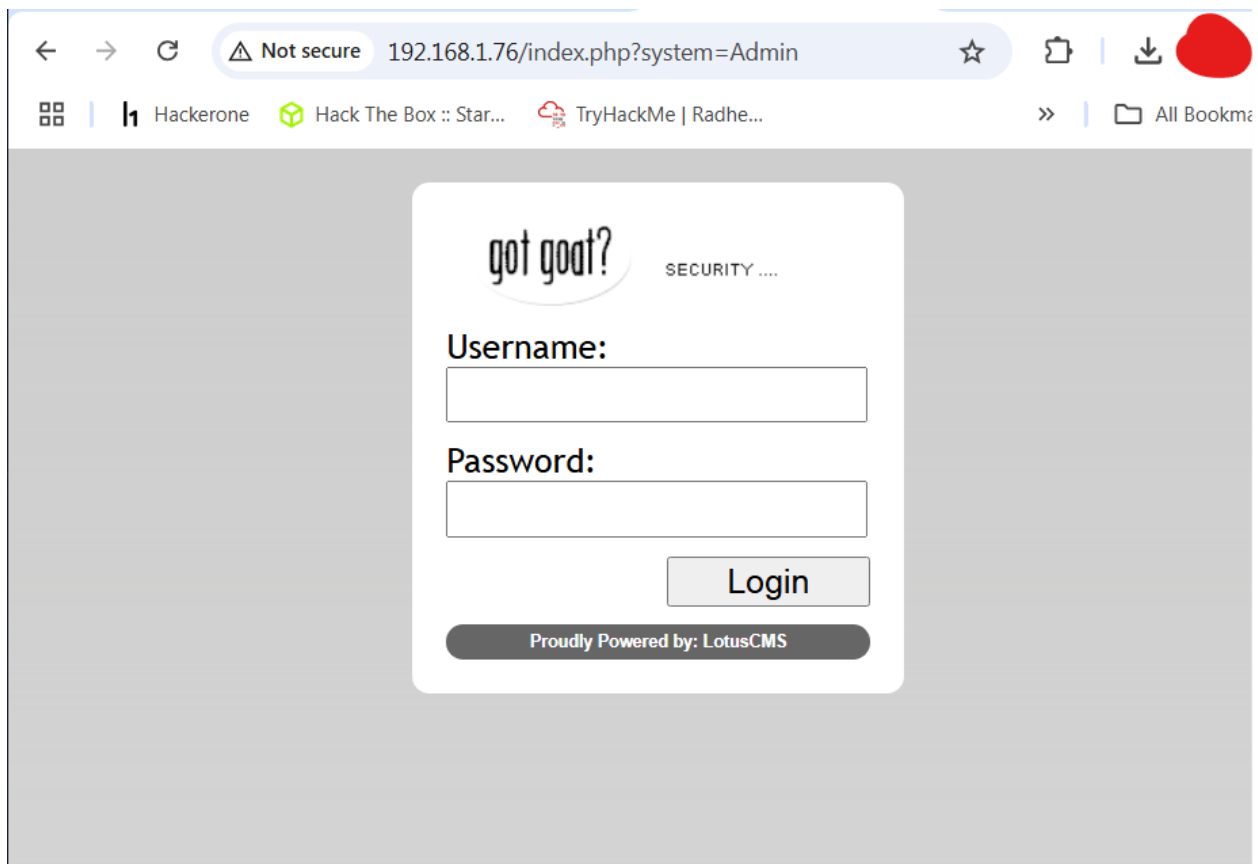 Not secure 192.168.1.76/index.php?system=Admin
h1 Hackerone Hack The Box :: Star... TryHackMe | Radhe... » All Bookma
got goat? SECURITY ....
Username:
Password:
Login
Proudly Powered by: LotusCMS